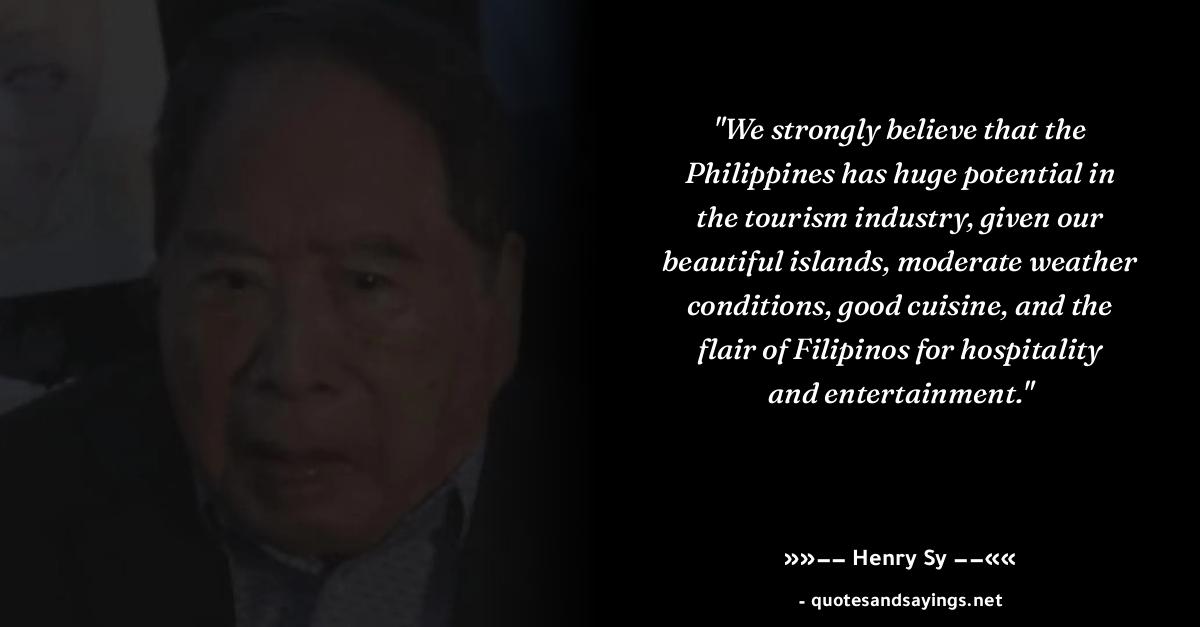 "We strongly believe that the
Philippines has huge potential in
the tourism industry, given our
beautiful islands, moderate weather
conditions, good cuisine, and the
flair of Filipinos for hospitality
and entertainment."
»»−− Henry Sy −−««
- quotesandsayings.net